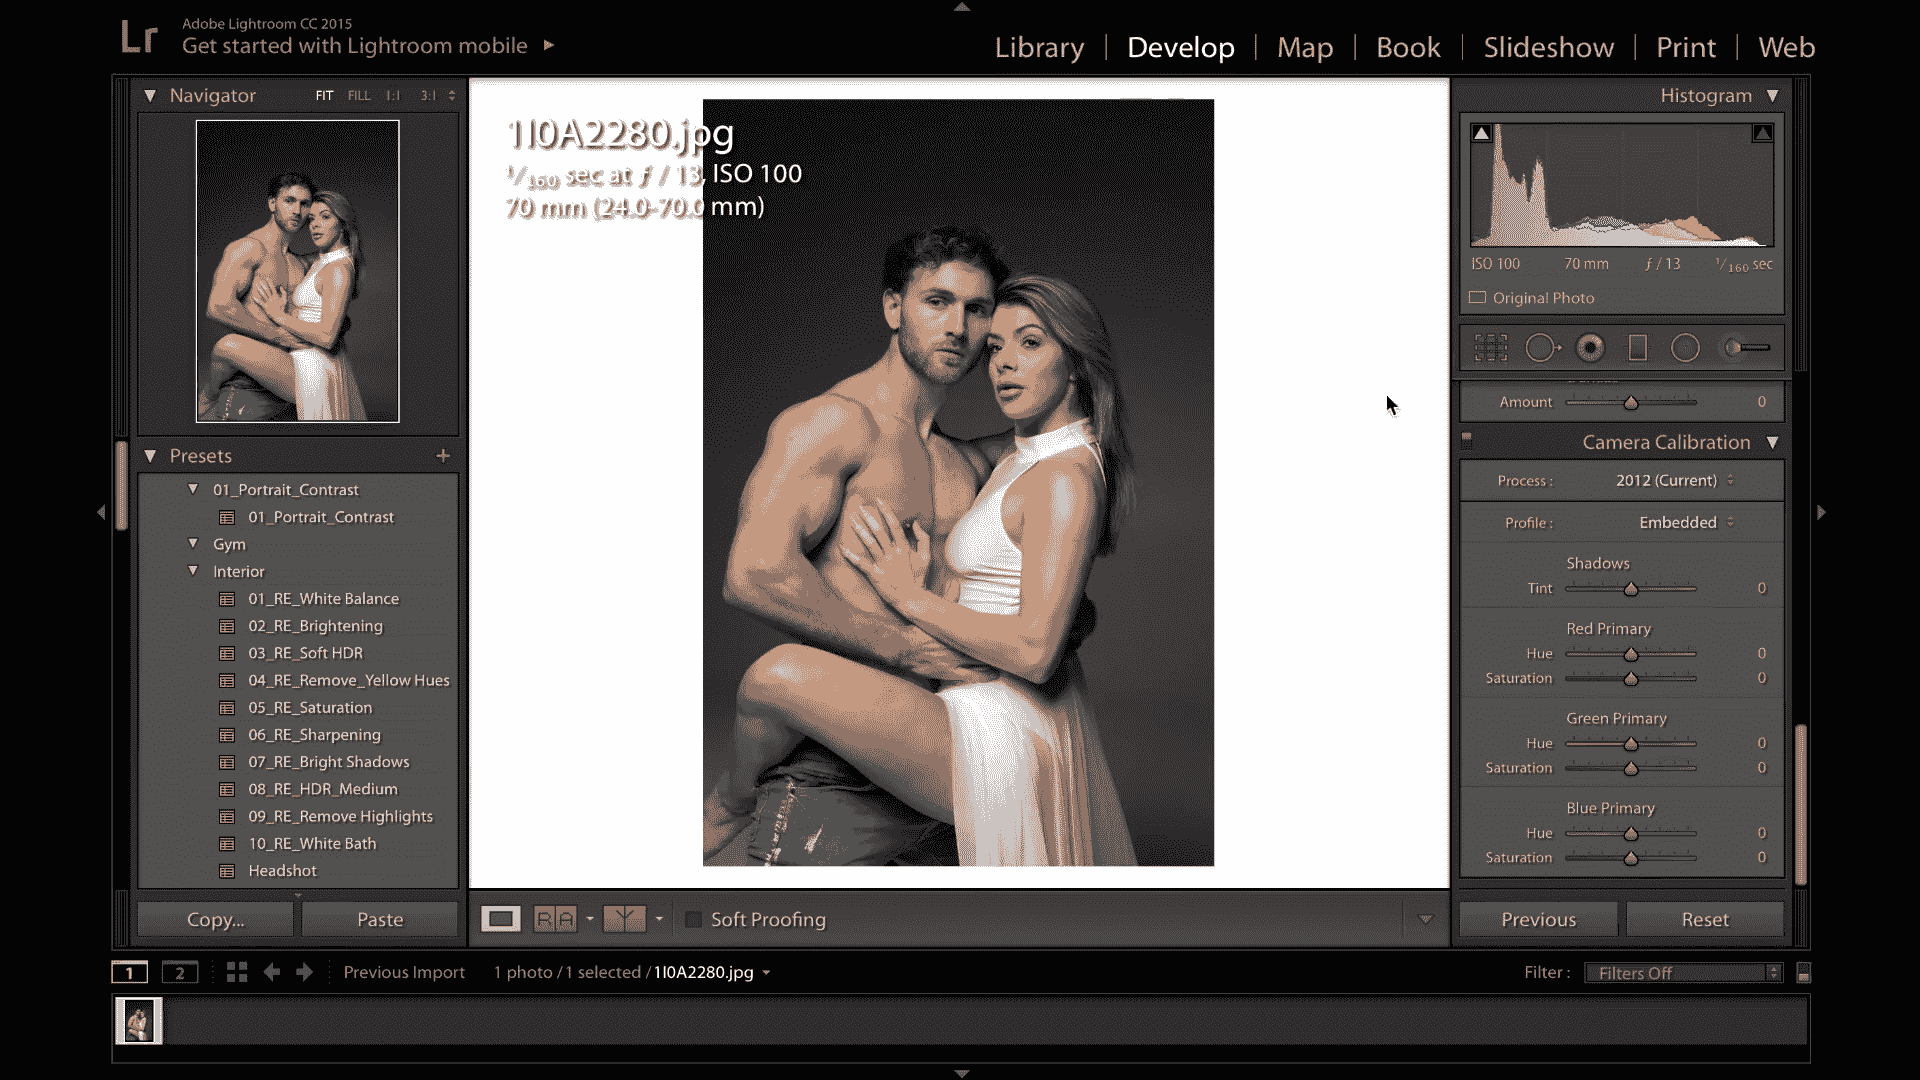 Lr
Adobe Lightroom CC 2015
Get started with Lightroom mobile
Library | Develop | Map | Book | Slideshow | Print | Web
Navigator FIT FILL 1:1 3:1
Presets +
01_Portrait_Contrast
01_Portrait_Contrast
Gym
Interior
01_RE_White Balance
02_RE_Brightening
03_RE_Soft HDR
04_RE_Remove_Yellow Hues
05_RE_Saturation
06_RE_Sharpening
07_RE_Bright Shadows
08_RE_HDR_Medium
09_RE_Remove Highlights
10_RE_White Bath
Headshot
Copy... Paste
1I0A2280.jpg
1/160 sec at ƒ / 13, ISO 100
70 mm (24.0-70.0 mm)
R A Y Soft Proofing
Histogram
ISO 100 70 mm ƒ / 13 1/160 sec
Original Photo
Amount 0
Camera Calibration
Process : 2012 (Current)
Profile : Embedded
Shadows
Tint 0
Red Primary
Hue 0
Saturation 0
Green Primary
Hue 0
Saturation 0
Blue Primary
Hue 0
Saturation 0
Previous Reset
1 2 Previous Import 1 photo / 1 selected / 1I0A2280.jpg Filter : Filters Off